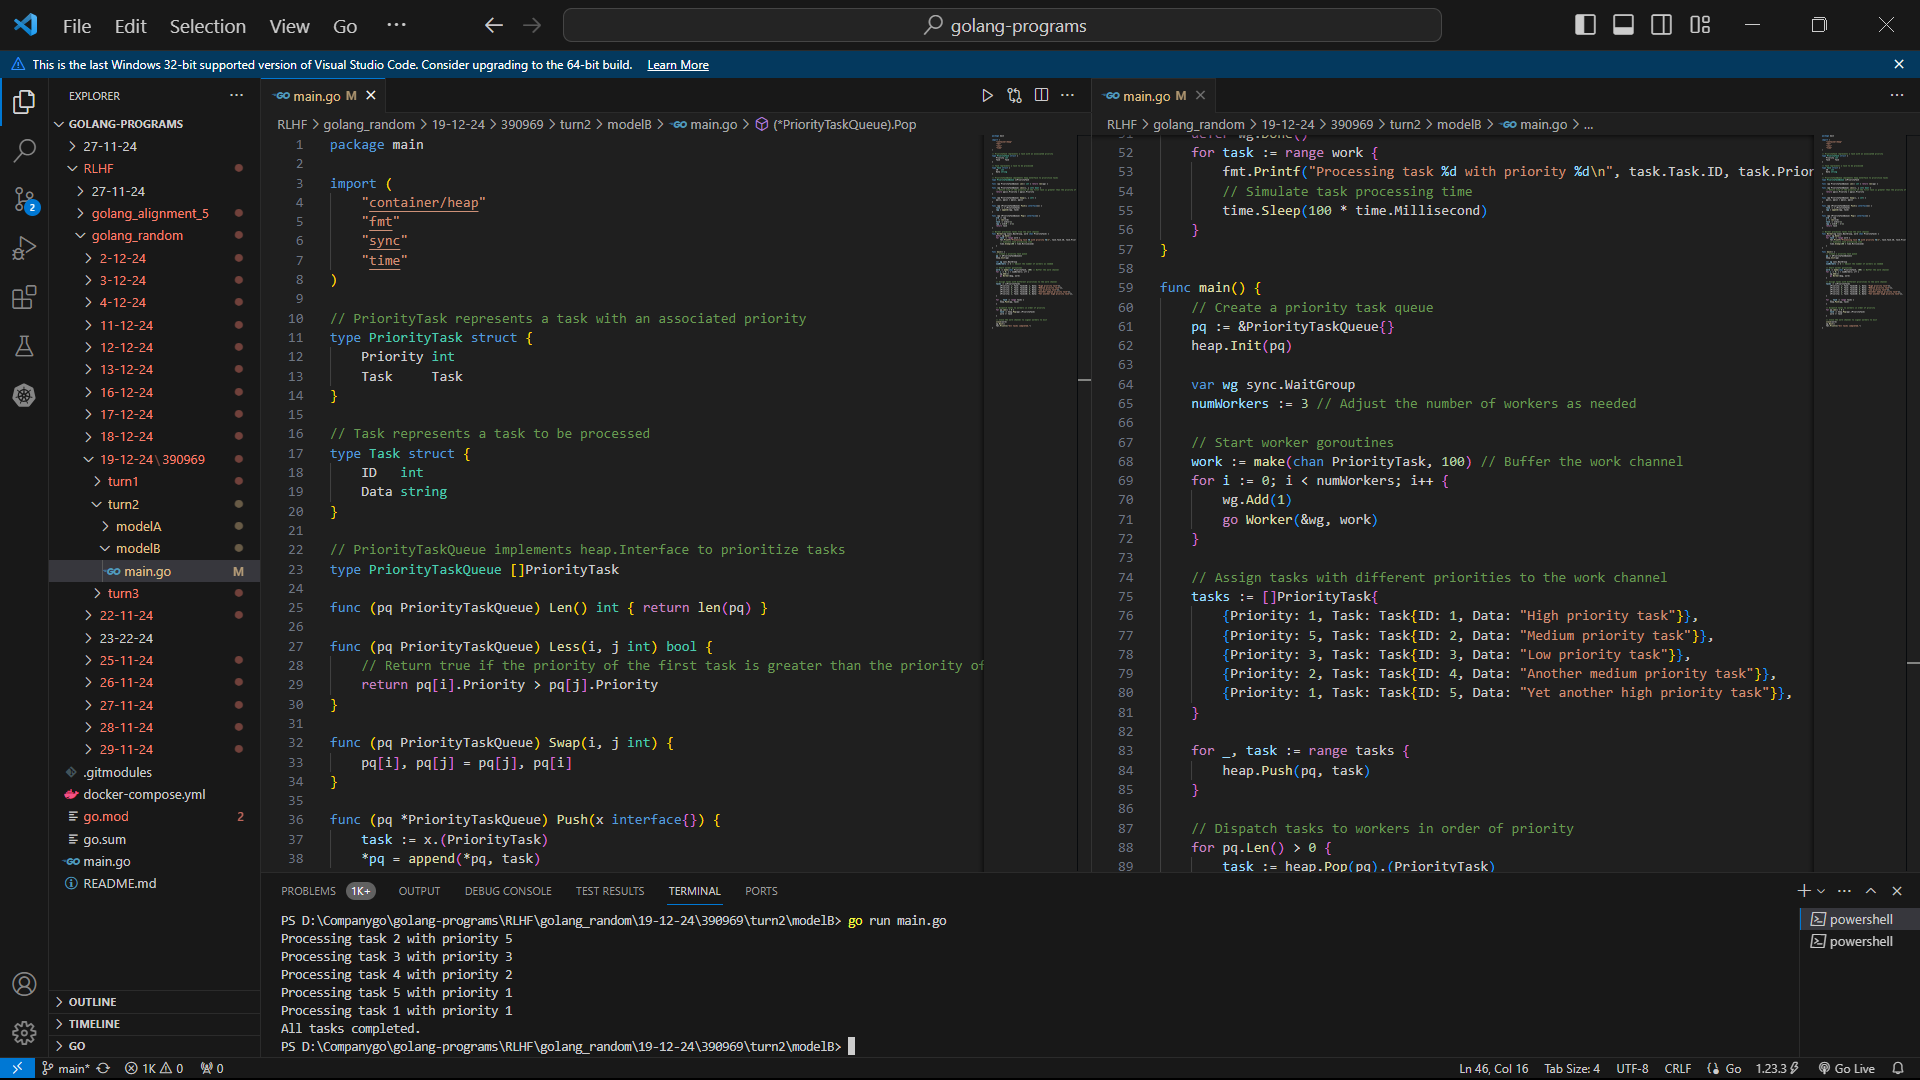 File Edit Selection View Go ··· golang-programs
This is the last Windows 32-bit supported version of Visual Studio Code. Consider upgrading to the 64-bit build. Learn More
EXPLORER
GOLANG-PROGRAMS
27-11-24
RLHF
27-11-24
golang_alignment_5
golang_random
2-12-24
3-12-24
4-12-24
11-12-24
12-12-24
13-12-24
16-12-24
17-12-24
18-12-24
19-12-24\390969
turn1
turn2
modelA
modelB
main.go M
turn3
22-11-24
23-22-24
25-11-24
26-11-24
27-11-24
28-11-24
29-11-24
.gitmodules
docker-compose.yml
go.mod 2
go.sum
main.go
README.md
OUTLINE
TIMELINE
GO
2
main.go M
RLHF > golang_random > 19-12-24 > 390969 > turn2 > modelB > main.go > (*PriorityTaskQueue).Pop
1 package main
2
3 import (
4 "container/heap"
5 "fmt"
6 "sync"
7 "time"
8 )
9
10 // PriorityTask represents a task with an associated priority
11 type PriorityTask struct {
12 Priority int
13 Task Task
14 }
15
16 // Task represents a task to be processed
17 type Task struct {
18 ID int
19 Data string
20 }
21
22 // PriorityTaskQueue implements heap.Interface to prioritize tasks
23 type PriorityTaskQueue []PriorityTask
24
25 func (pq PriorityTaskQueue) Len() int { return len(pq) }
26
27 func (pq PriorityTaskQueue) Less(i, j int) bool {
28 // Return true if the priority of the first task is greater than the priority of
29 return pq[i].Priority > pq[j].Priority
30 }
31
32 func (pq PriorityTaskQueue) Swap(i, j int) {
33 pq[i], pq[j] = pq[j], pq[i]
34 }
35
36 func (pq *PriorityTaskQueue) Push(x interface{}) {
37 task := x.(PriorityTask)
38 *pq = append(*pq, task)
main.go M
RLHF > golang_random > 19-12-24 > 390969 > turn2 > modelB > main.go > ...
51 defer wg.Done()
52 for task := range work {
53 fmt.Printf("Processing task %d with priority %d\n", task.Task.ID, task.Prior
54 // Simulate task processing time
55 time.Sleep(100 * time.Millisecond)
56 }
57 }
58
59 func main() {
60 // Create a priority task queue
61 pq := &PriorityTaskQueue{}
62 heap.Init(pq)
63
64 var wg sync.WaitGroup
65 numWorkers := 3 // Adjust the number of workers as needed
66
67 // Start worker goroutines
68 work := make(chan PriorityTask, 100) // Buffer the work channel
69 for i := 0; i < numWorkers; i++ {
70 wg.Add(1)
71 go Worker(&wg, work)
72 }
73
74 // Assign tasks with different priorities to the work channel
75 tasks := []PriorityTask{
76 {Priority: 1, Task: Task{ID: 1, Data: "High priority task"}},
77 {Priority: 5, Task: Task{ID: 2, Data: "Medium priority task"}},
78 {Priority: 3, Task: Task{ID: 3, Data: "Low priority task"}},
79 {Priority: 2, Task: Task{ID: 4, Data: "Another medium priority task"}},
80 {Priority: 1, Task: Task{ID: 5, Data: "Yet another high priority task"}},
81 }
82
83 for _, task := range tasks {
84 heap.Push(pq, task)
85 }
86
87 // Dispatch tasks to workers in order of priority
88 for pq.Len() > 0 {
89 task := heap.Pop(pq).(PriorityTask)
PROBLEMS 1K+ OUTPUT DEBUG CONSOLE TEST RESULTS TERMINAL PORTS
PS D:\Companygo\golang-programs\RLHF\golang_random\19-12-24\390969\turn2\modelB> go run main.go
Processing task 2 with priority 5
Processing task 3 with priority 3
Processing task 4 with priority 2
Processing task 5 with priority 1
Processing task 1 with priority 1
All tasks completed.
PS D:\Companygo\golang-programs\RLHF\golang_random\19-12-24\390969\turn2\modelB>
powershell
powershell
main* 1K 0 0 Ln 46, Col 16 Tab Size: 4 UTF-8 CRLF Go 1.23.3 Go Live